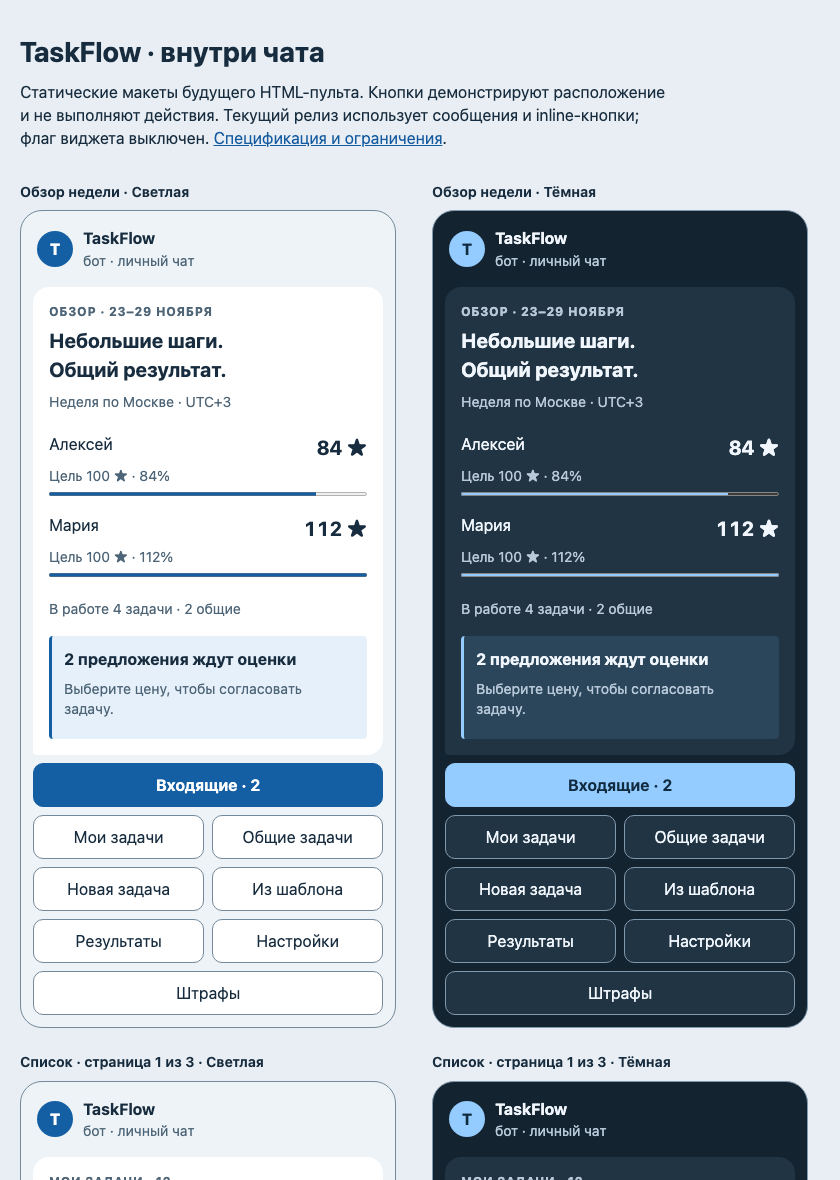 TaskFlow · внутри чата
Статические макеты будущего HTML-пульта. Кнопки демонстрируют расположение
и не выполняют действия. Текущий релиз использует сообщения и inline-кнопки;
флаг виджета выключен. Спецификация и ограничения.
Обзор недели · Светлая
T
TaskFlow
бот · личный чат
ОБЗОР · 23–29 НОЯБРЯ
Небольшие шаги.
Общий результат.
Неделя по Москве · UTC+3
Алексей
84 ★
Цель 100 ★ · 84%
Мария
112 ★
Цель 100 ★ · 112%
В работе 4 задачи · 2 общие
2 предложения ждут оценки
Выберите цену, чтобы согласовать
задачу.
Входящие · 2
Мои задачи
Общие задачи
Новая задача
Из шаблона
Результаты
Настройки
Штрафы
Обзор недели · Тёмная
T
TaskFlow
бот · личный чат
ОБЗОР · 23–29 НОЯБРЯ
Небольшие шаги.
Общий результат.
Неделя по Москве · UTC+3
Алексей
84 ★
Цель 100 ★ · 84%
Мария
112 ★
Цель 100 ★ · 112%
В работе 4 задачи · 2 общие
2 предложения ждут оценки
Выберите цену, чтобы согласовать
задачу.
Входящие · 2
Мои задачи
Общие задачи
Новая задача
Из шаблона
Результаты
Настройки
Штрафы
Список · страница 1 из 3 · Светлая
T
TaskFlow
бот · личный чат
Список · страница 1 из 3 · Тёмная
T
TaskFlow
бот · личный чат